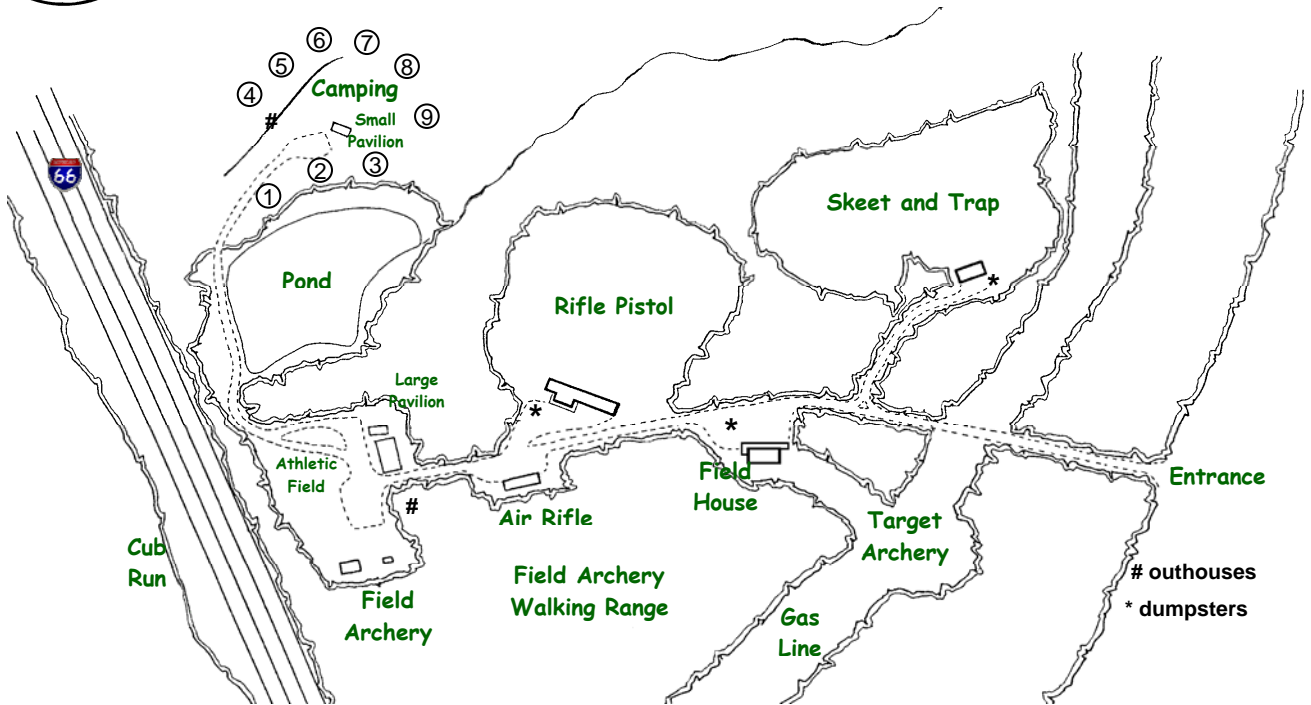 ⑥
⑦
⑤
⑧
④
Camping
#
Small
Pavilion
⑨
66
①
②
③
Skeet and Trap
Pond
*
Rifle Pistol
Large
Pavilion
*
*
Athletic
Field
Field
House
Entrance
#
Air Rifle
Target
Archery
Cub
Run
Field Archery
Walking Range
# outhouses
* dumpsters
Field
Archery
Gas
Line